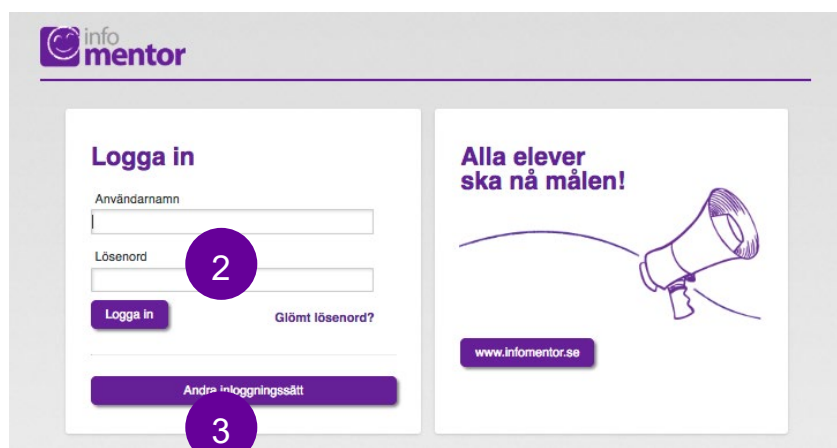 info
mentor
Logga in
Användarnamn
Lösenord
2
Logga in
Glömt lösenord?
Andra inloggningssätt
3
Alla elever
ska nå målen!
www.infomentor.se